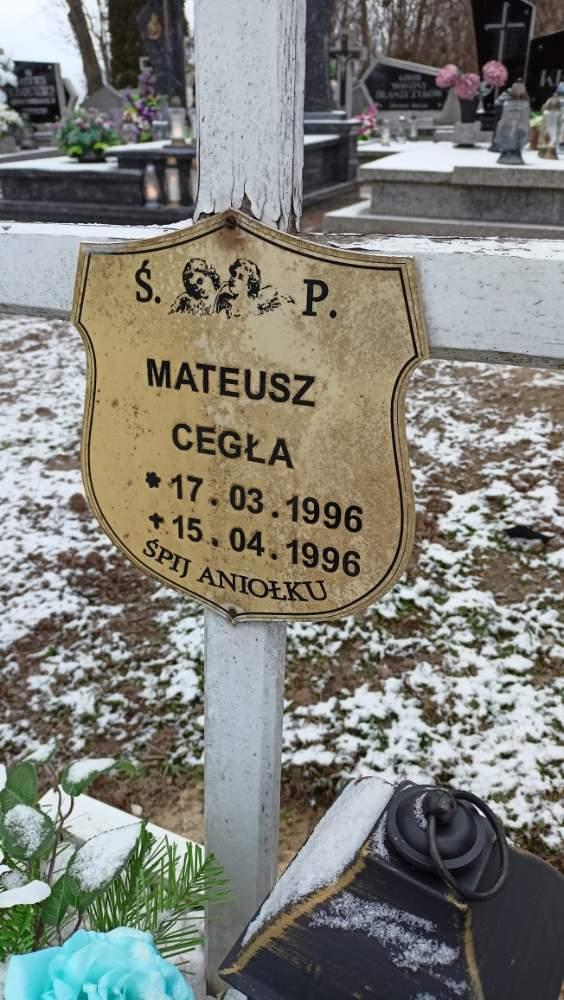 Ś. P.
MATEUSZ
CEGŁA
* 17.03.1996
+ 15.04.1996
ŚPIJ ANIOŁKU